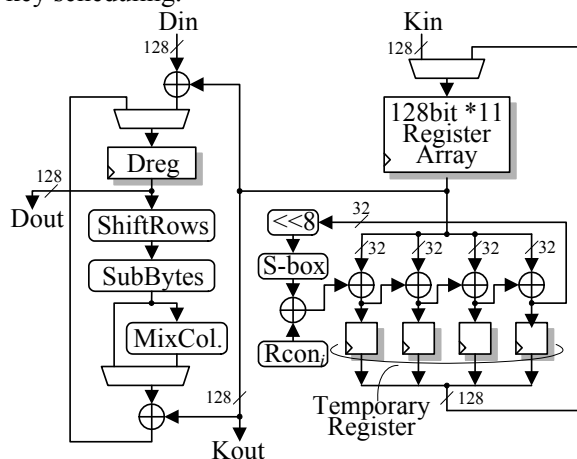 key scheduling.
Din
128
Kin
128
128bit *11
Register
Array
Dreg
128
Dout
ShiftRows
SubBytes
MixCol.
128
Kout
<<8
32
S-box
Rconi
32
32
32
32
Temporary
Register
128